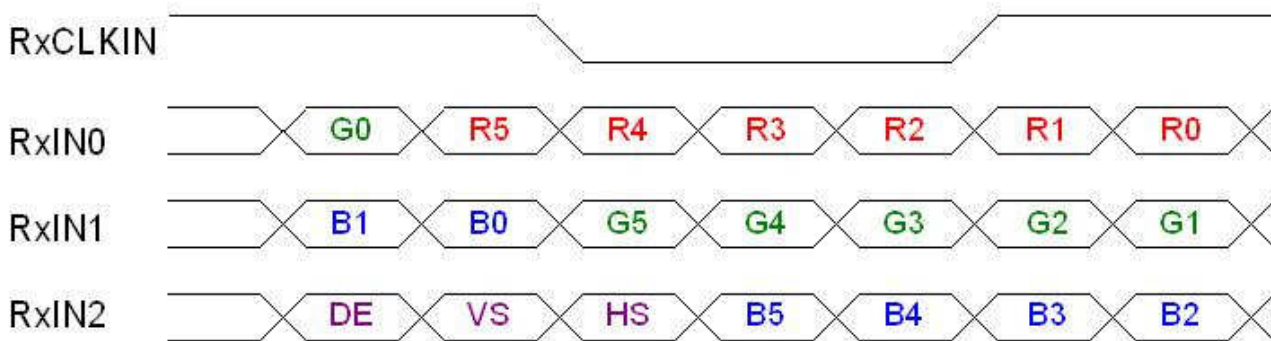 RxCLKIN
RxIN0 G0 R5 R4 R3 R2 R1 R0
RxIN1 B1 B0 G5 G4 G3 G2 G1
RxIN2 DE VS HS B5 B4 B3 B2